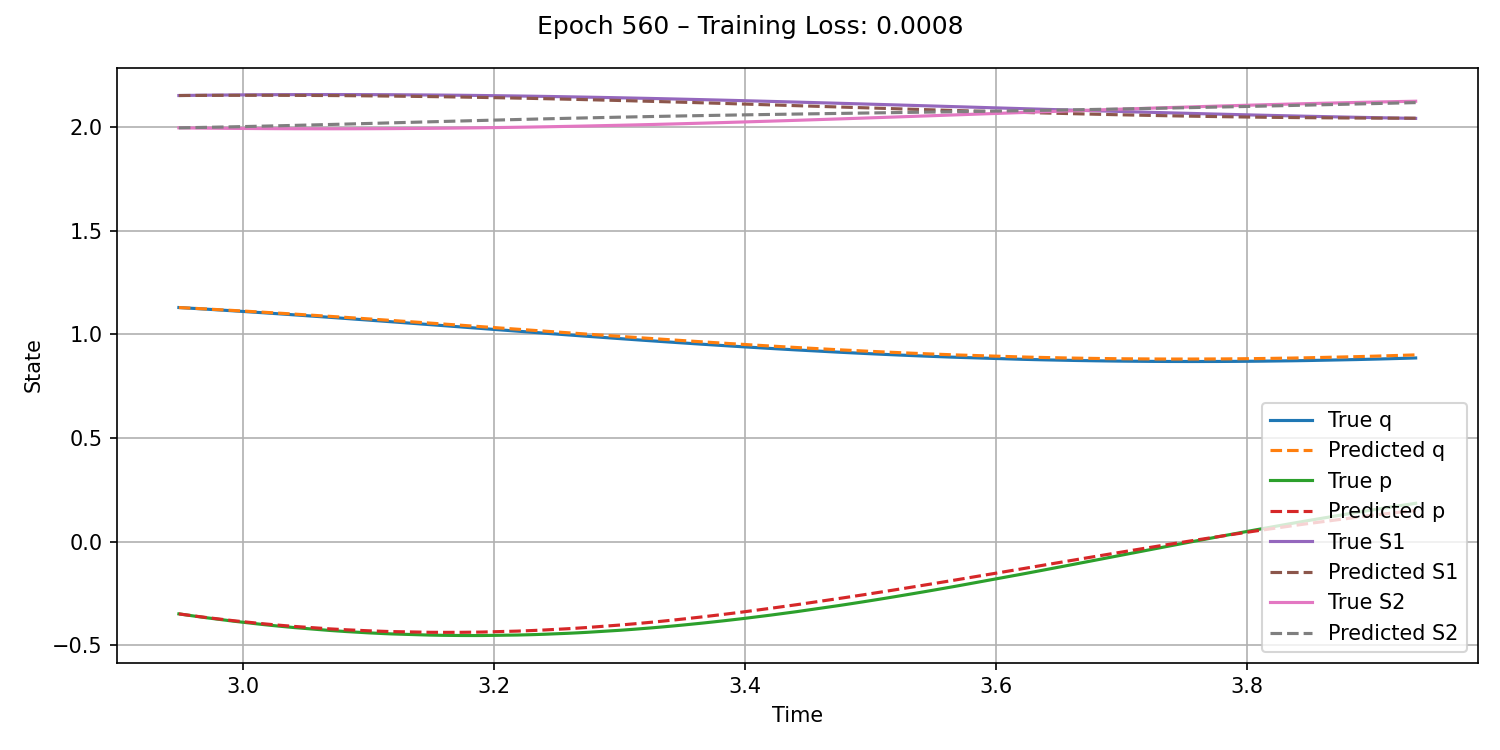 Epoch 560 – Training Loss: 0.0008
State
2.0
1.5
1.0
0.5
0.0
−0.5
3.0 3.2 3.4 3.6 3.8
Time
True q
Predicted q
True p
Predicted p
True S1
Predicted S1
True S2
Predicted S2